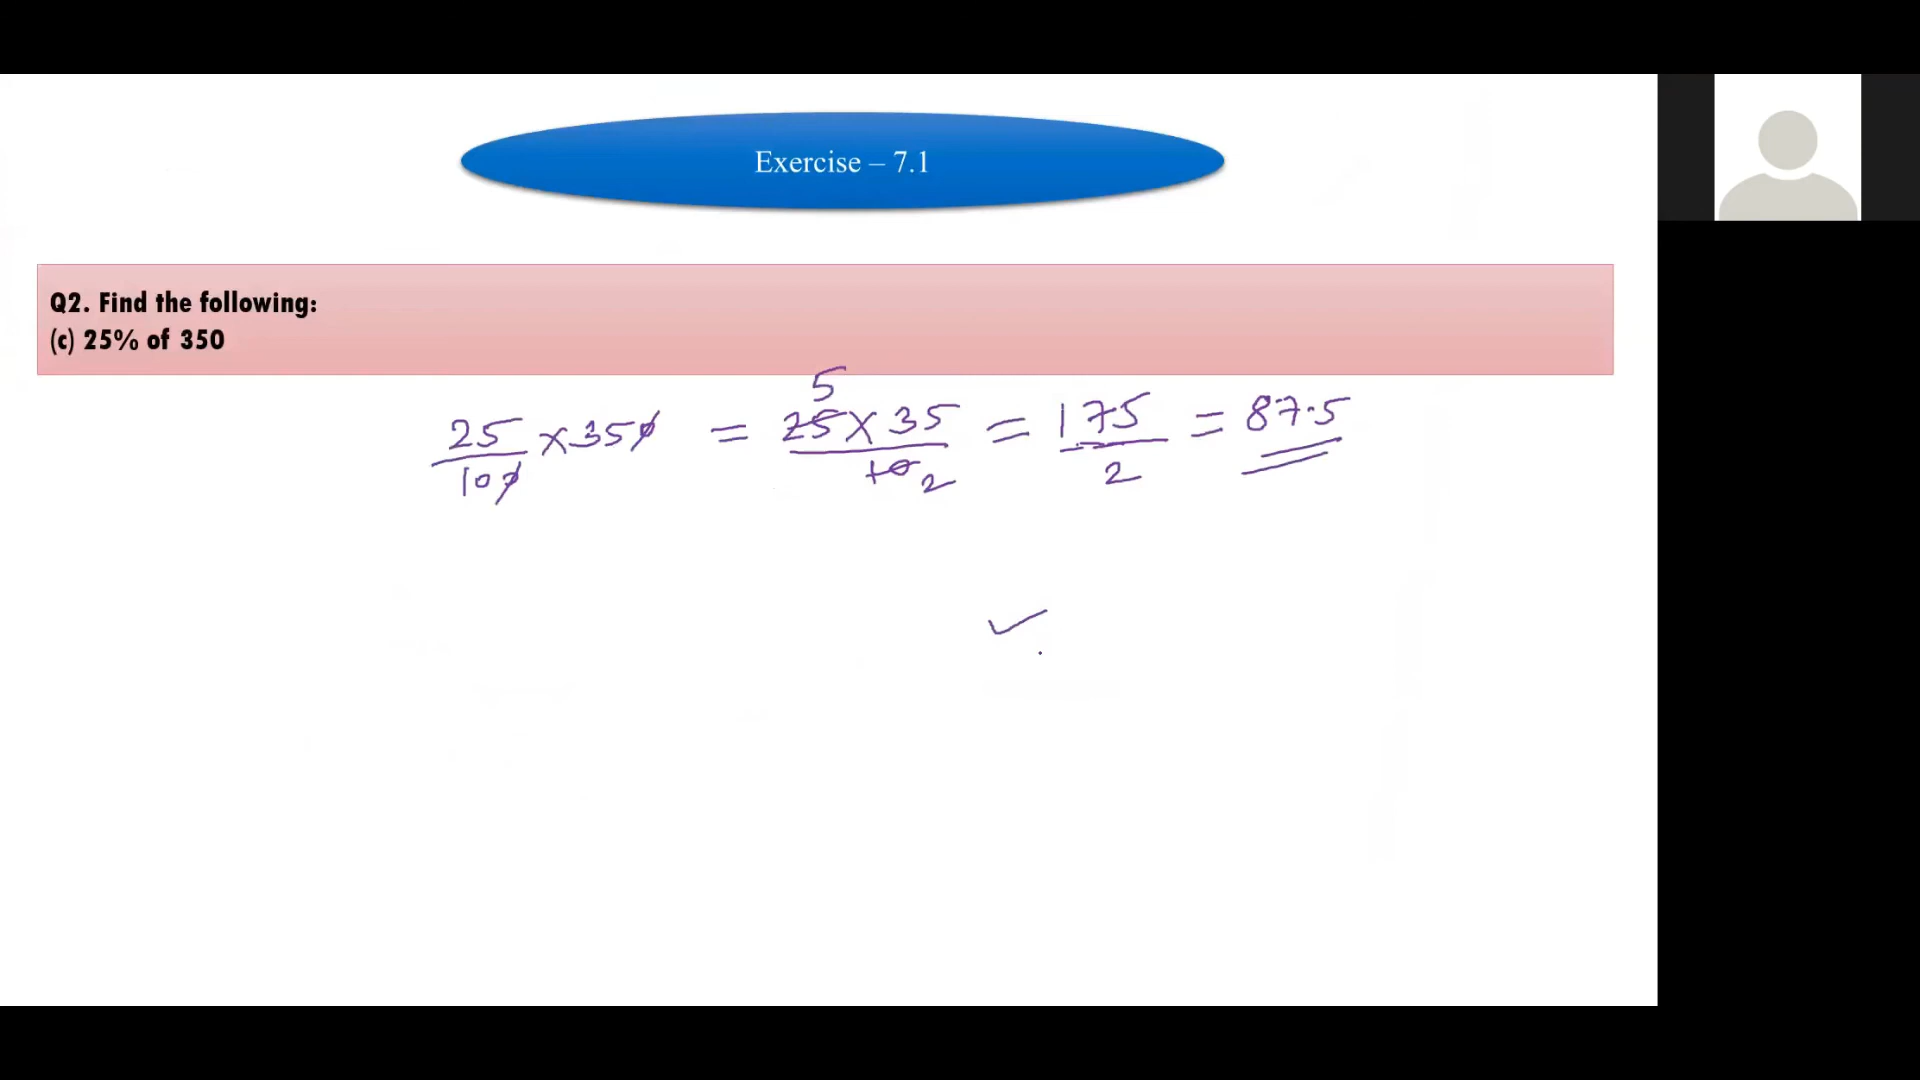 Exercise – 7.1
Q2. Find the following:
(c) 25% of 350
25/100 × 350 = 25 5 × 35 / 10 2 = 175/2 = 87.5